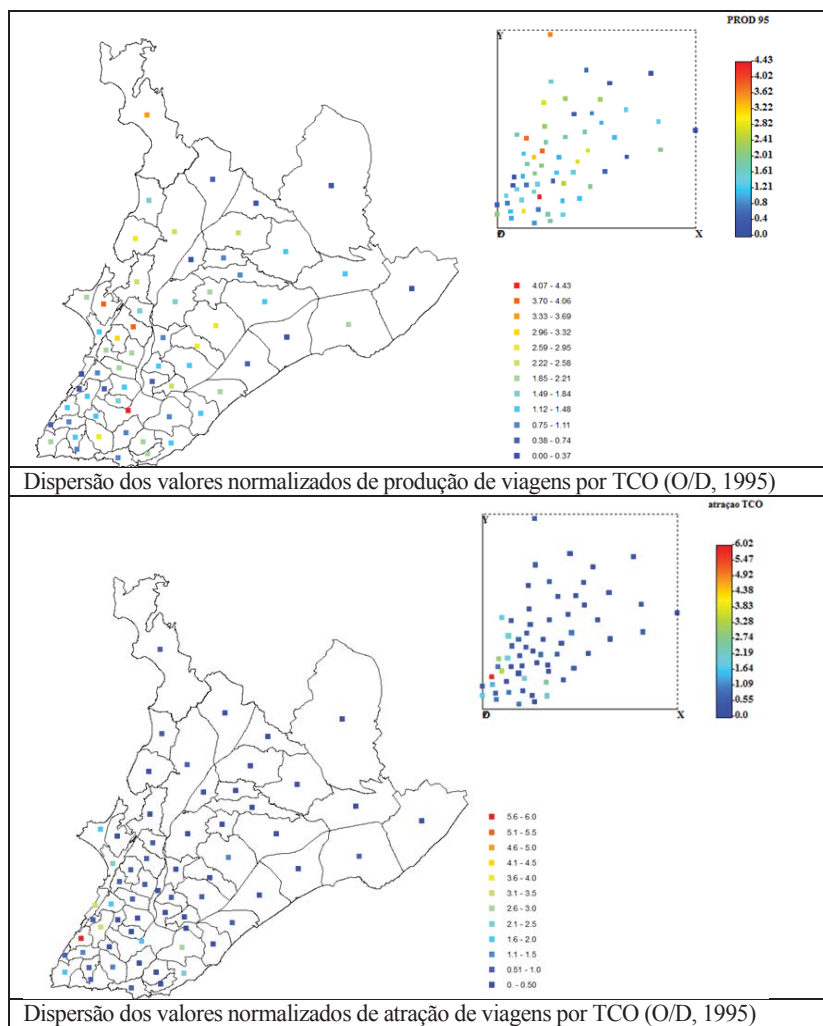 PROD 95
Y
4.43
4.02
3.62
3.22
2.82
2.41
2.01
1.61
1.21
0.8
0.4
0.0
X
4.07 - 4.43
3.70 - 4.06
3.33 - 3.69
2.96 - 3.32
2.59 - 2.95
2.22 - 2.58
1.85 - 2.21
1.49 - 1.84
1.12 - 1.48
0.75 - 1.11
0.38 - 0.74
0.00 - 0.37
Dispersão dos valores normalizados de produção de viagens por TCO (O/D, 1995)
atraçao TCO
Y
6.02
5.47
4.92
4.38
3.83
3.28
2.74
2.19
1.64
1.09
0.55
0.0
X
5.6 - 6.0
5.1 - 5.5
4.6 - 5.0
4.1 - 4.5
3.6 - 4.0
3.1 - 3.5
2.6 - 3.0
2.1 - 2.5
1.6 - 2.0
1.1 - 1.5
0.51 - 1.0
0. - 0.50
Dispersão dos valores normalizados de atração de viagens por TCO (O/D, 1995)